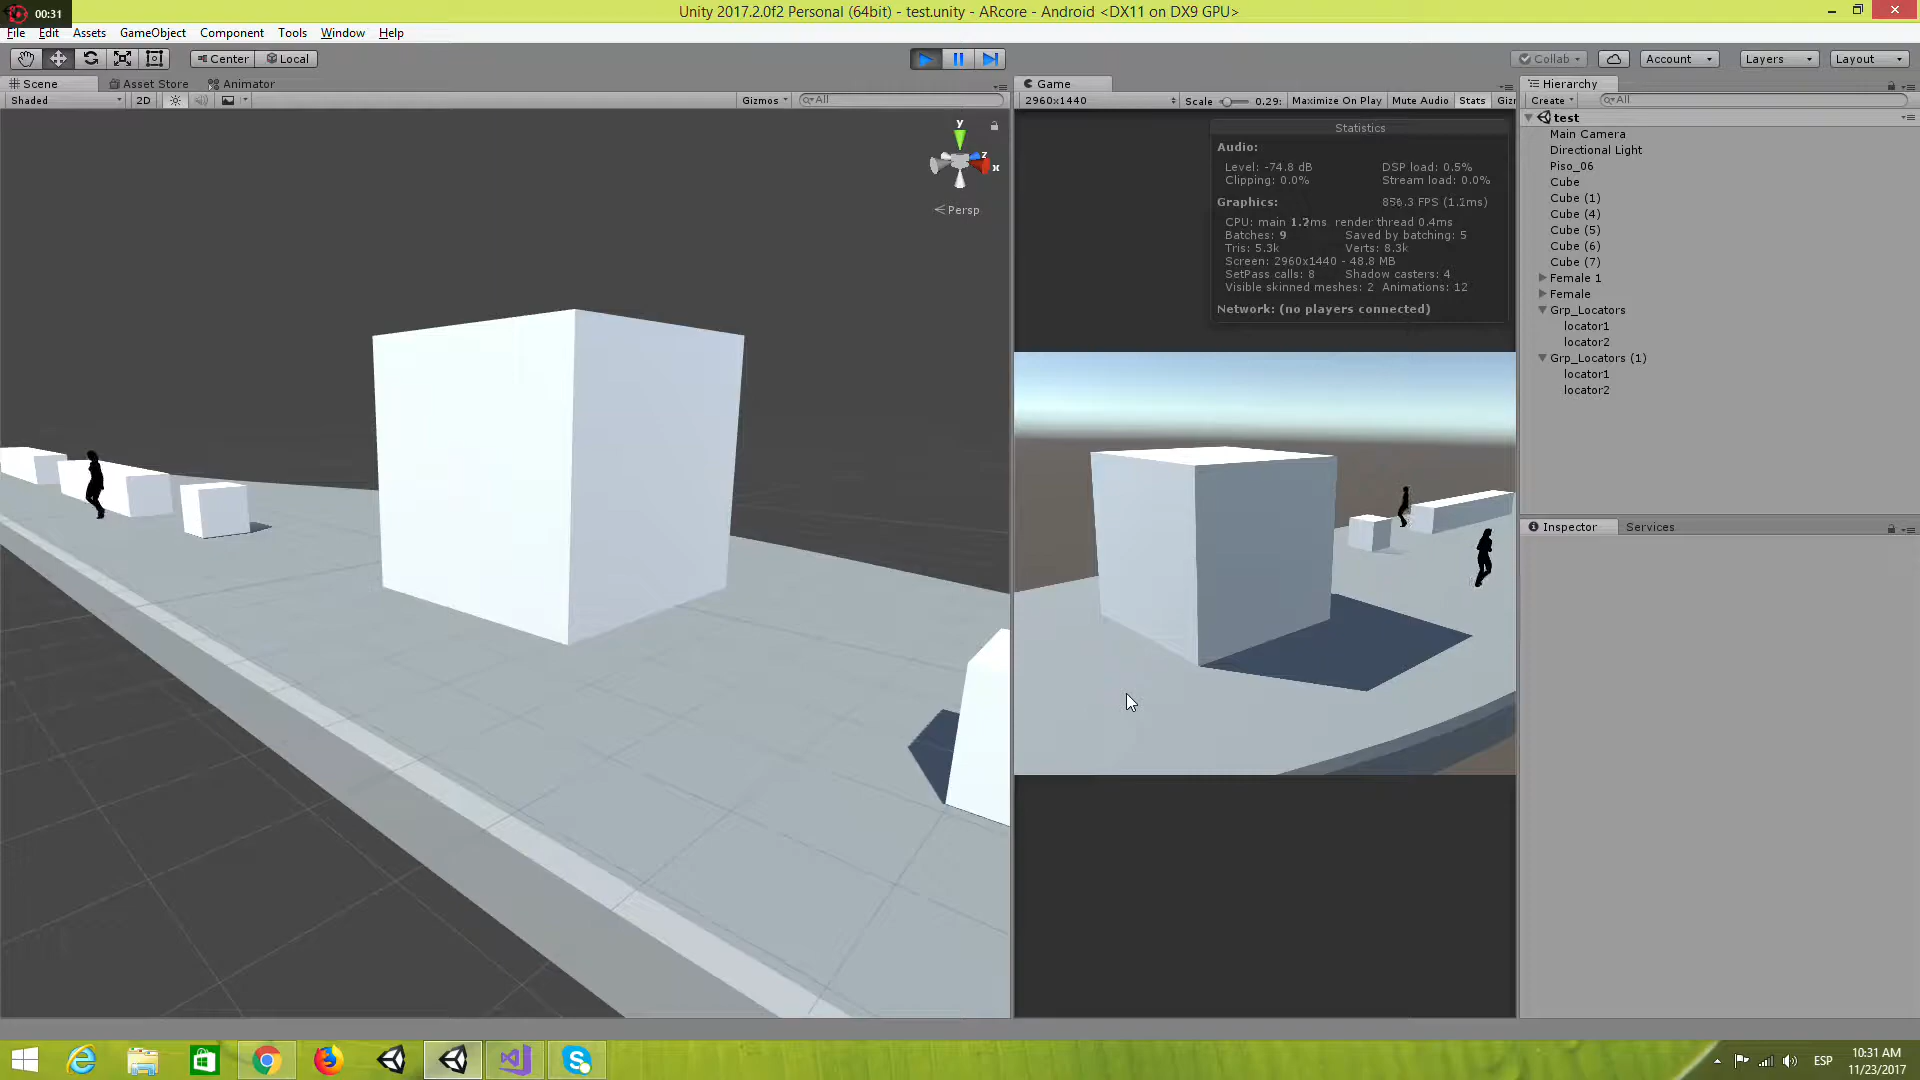 00:31
Unity 2017.2.0f2 Personal (64bit) - test.unity - ARcore - Android <DX11 on DX9 GPU>
File Edit Assets GameObject Component Tools Window Help
Center Local
Collab Account Layers Layout
Scene Asset Store Animator
Shaded 2D Gizmos All
y
z
x
Persp
Game
2960x1440 Scale 0.29: Maximize On Play Mute Audio Stats Giz
Statistics
Audio:
Level: -74.8 dB DSP load: 0.5%
Clipping: 0.0% Stream load: 0.0%
Graphics: 856.3 FPS (1.2ms)
CPU: main 1.2ms render thread 0.4ms
Batches: 9 Saved by batching: 5
Tris: 5.3k Verts: 8.3k
Screen: 2960x1440 - 48.8 MB
SetPass calls: 8 Shadow casters: 4
Visible skinned meshes: 2 Animations: 12
Network: (no players connected)
Hierarchy
Create All
test
Main Camera
Directional Light
Piso_06
Cube
Cube (1)
Cube (4)
Cube (5)
Cube (6)
Cube (7)
Female 1
Female
Grp_Locators
locator1
locator2
Grp_Locators (1)
locator1
locator2
Inspector Services
ESP
10:31 AM
11/23/2017